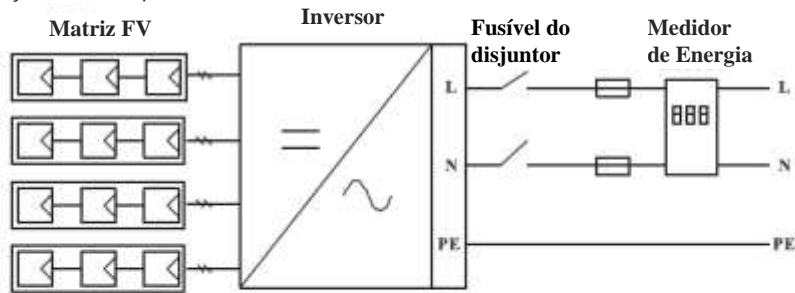 Matriz FV
Inversor
Fusível do
disjuntor
Medidor
de Energia
L
L
N
N
PE
PE